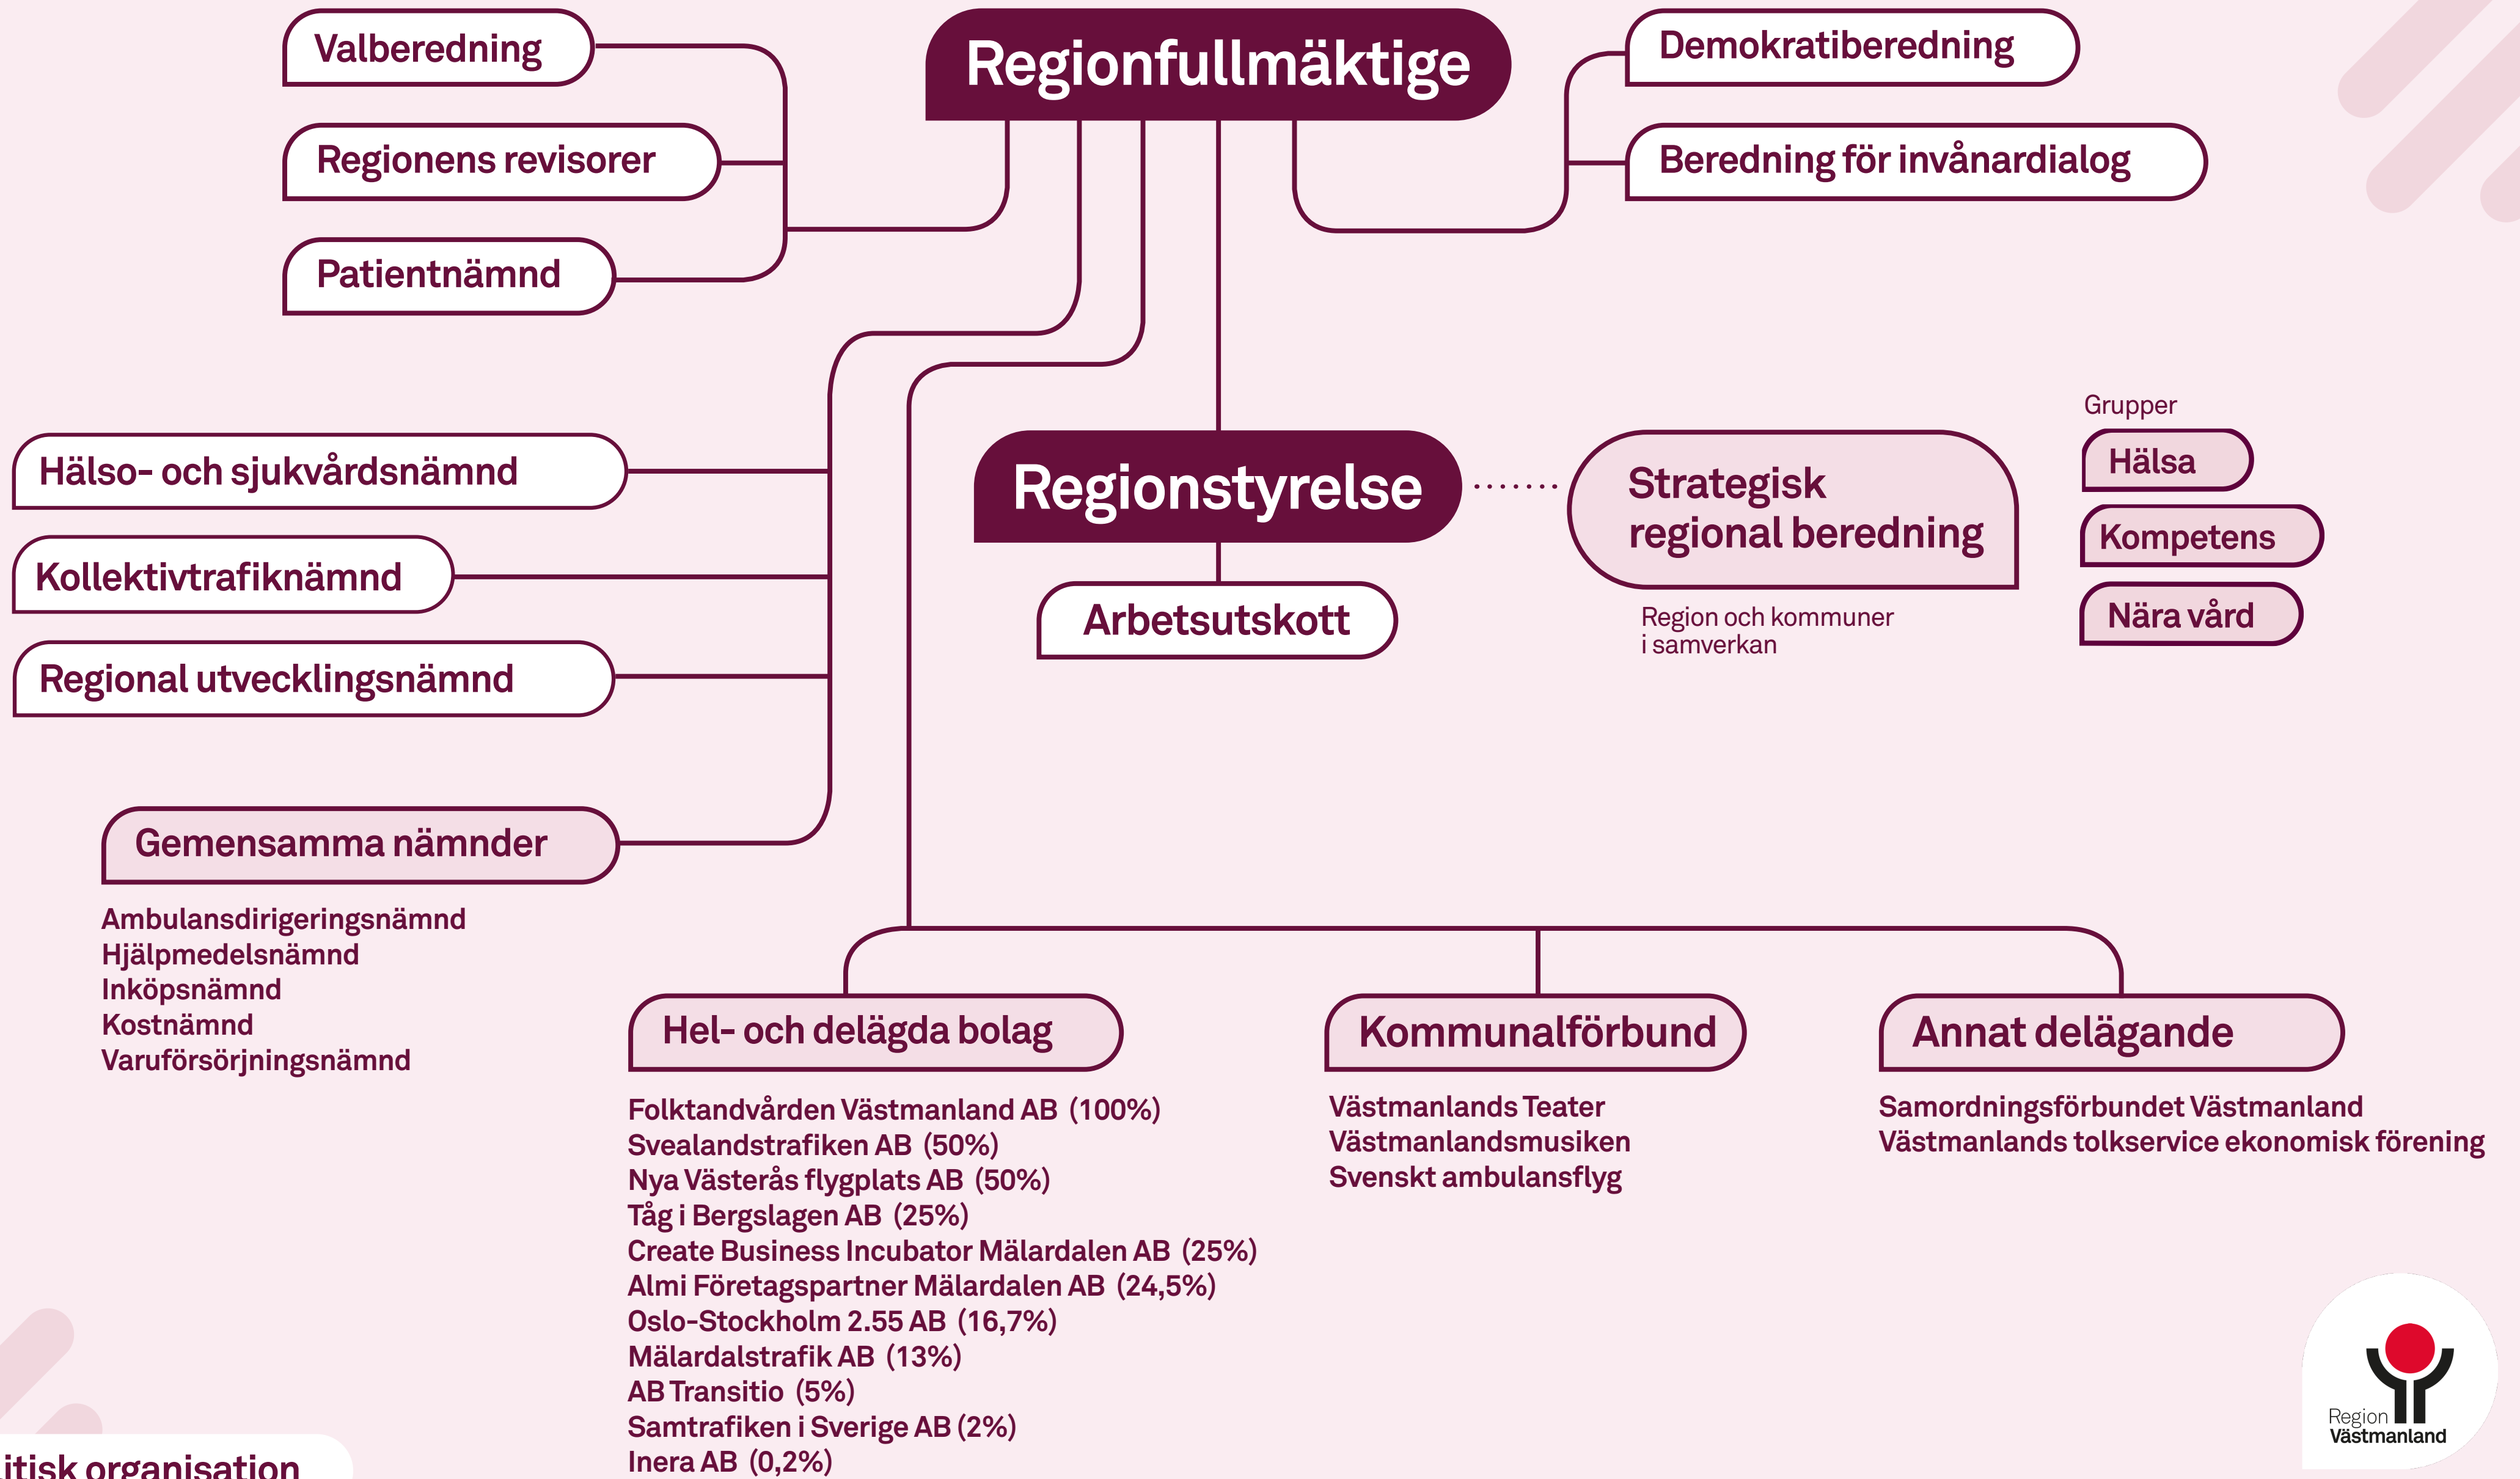 Valberedning
Regionens revisorer
Patientnämnd
Regionfullmäktige
Demokratiberedning
Beredning för invånardialog
Hälso- och sjukvårdsnämnd
Kollektivtrafiknämnd
Regional utvecklingsnämnd
Regionstyrelse
Arbetsutskott
Strategisk
regional beredning
Region och kommuner
i samverkan
Grupper
Hälsa
Kompetens
Nära vård
Gemensamma nämnder
Ambulansdirigeringsnämnd
Hjälpmedelsnämnd
Inköpsnämnd
Kostnämnd
Varuförsörjningsnämnd
Hel- och delägda bolag
Folktandvården Västmanland AB (100%)
Svealandstrafiken AB (50%)
Nya Västerås flygplats AB (50%)
Tåg i Bergslagen AB (25%)
Create Business Incubator Mälardalen AB (25%)
Almi Företagspartner Mälardalen AB (24,5%)
Oslo-Stockholm 2.55 AB (16,7%)
Mälardalstrafik AB (13%)
AB Transitio (5%)
Samtrafiken i Sverige AB (2%)
Inera AB (0,2%)
Kommunalförbund
Västmanlands Teater
Västmanlandsmusiken
Svenskt ambulansflyg
Annat delägande
Samordningsförbundet Västmanland
Västmanlands tolkservice ekonomisk förening
itisk organisation
Region
Västmanland